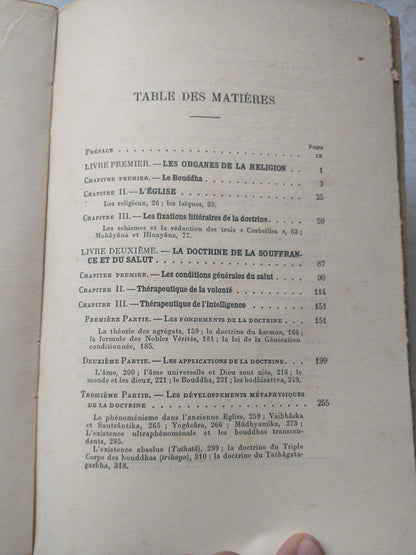 TABLE DES MATIÈRES
Pages
PRÉFACE . . . . . . . . . . . . . . . . . . . . . IX
LIVRE PREMIER. — LES ORGANES DE LA RELIGION . . . 1
CHAPITRE PREMIER. — Le Bouddha . . . . . . . . . . 3
CHAPITRE II. — L'ÉGLISE . . . . . . . . . . . . . 25
Les religieux, 26 ; les laïques, 39.
CHAPITRE III. — Les fixations littéraires de la doctrine. . . . 59
Les schismes et la rédaction des trois « Corbeilles », 63 ;
Mahâyâna et Hînayâna, 77.
LIVRE DEUXIÈME. — LA DOCTRINE DE LA SOUFFRAN-
CE ET DU SALUT . . . . . . . . . . . . . . . . . 87
CHAPITRE PREMIER. — Les conditions générales du salut . . . 90
CHAPITRE II. — Thérapeutique de la volonté . . . . . 114
CHAPITRE III. — Thérapeutique de l'intelligence . . . . 151
PREMIÈRE PARTIE. — LES FONDEMENTS DE LA DOCTRINE . . 151
La théorie des agrégats, 159 ; la doctrine du karman, 166
; la formule des Nobles Vérités, 181 ; la loi de la Génération
conditionnée, 185.
DEUXIÈME PARTIE. — LES APPLICATIONS DE LA DOCTRINE. . . 199
L'âme, 200 ; l'âme universelle et Dieu sont niés, 218 ; le
monde et les dieux, 221 ; le Bouddha, 231 ; les bodhisattva, 249.
TROISIÈME PARTIE. — LES DÉVELOPPEMENTS MÉTAPHYSIQUES
DE LA DOCTRINE . . . . . . . . . . . . . . . . . 255
Le phénoménisme dans l'ancienne Eglise, 259 ; Vaibhâska
et Sautrântika, 265 ; Yogâcâra, 266 ; Mâdhyamika, 273 ;
L'existence ultraphénoménale et les bouddhas transcen-
dants, 285.
L'existence absolue (Tathatâ), 299 ; la doctrine du Triple
Corps des bouddhas (trikaya), 310 ; la doctrine du Tathâgata-
garbha, 318.